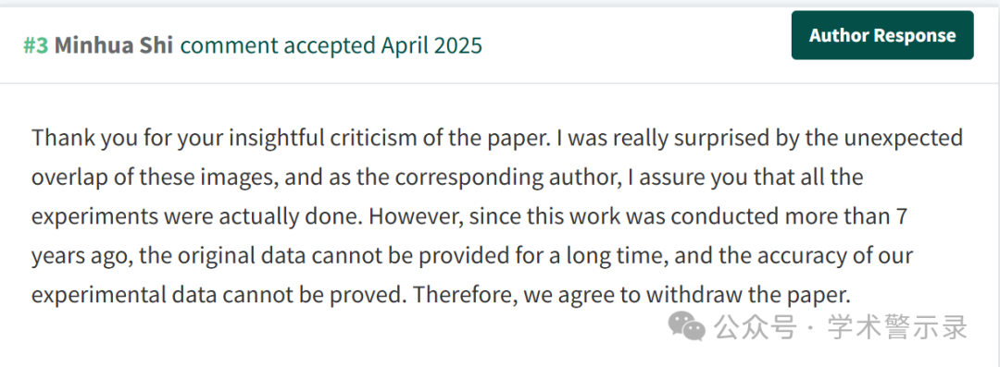 #3 Minhua Shi comment accepted April 2025
Author Response
Thank you for your insightful criticism of the paper. I was really surprised by the unexpected
overlap of these images, and as the corresponding author, I assure you that all the
experiments were actually done. However, since this work was conducted more than 7
years ago, the original data cannot be provided for a long time, and the accuracy of our
experimental data cannot be proved. Therefore, we agree to withdraw the paper.
公众号 · 学术警示录